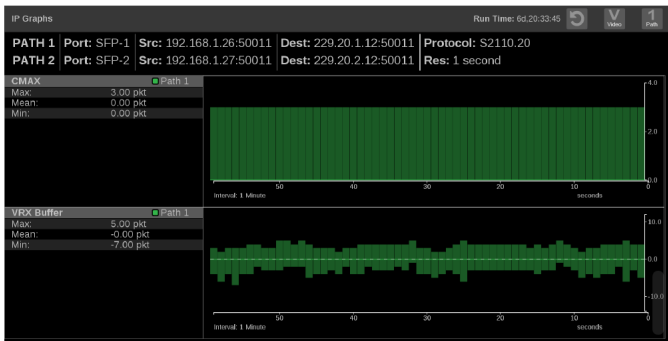 IP Graphs
Run Time: 6d,20:33:45
V
Video
1
Path
PATH 1 Port: SFP-1 Src: 192.168.1.26:50011 Dest: 229.20.1.12:50011 Protocol: S2110.20
PATH 2 Port: SFP-2 Src: 192.168.1.27:50011 Dest: 229.20.2.12:50011 Res: 1 second
CMAX Path 1
Max: 3.00 pkt
Mean: 0.00 pkt
Min: 0.00 pkt
4.0
2.0
0.0
50 40 30 20 10 0
Interval: 1 Minute seconds
VRX Buffer Path 1
Max: 5.00 pkt
Mean: -0.00 pkt
Min: -7.00 pkt
10.0
0.0
-10.0
50 40 30 20 10 0
Interval: 1 Minute seconds